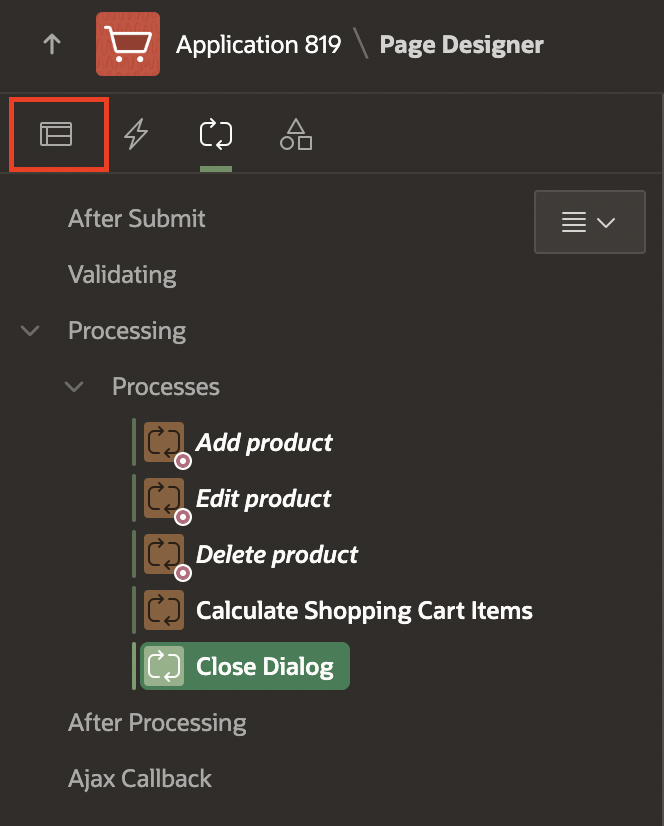 Application 819 \ Page Designer
After Submit
Validating
Processing
Processes
Add product
Edit product
Delete product
Calculate Shopping Cart Items
Close Dialog
After Processing
Ajax Callback